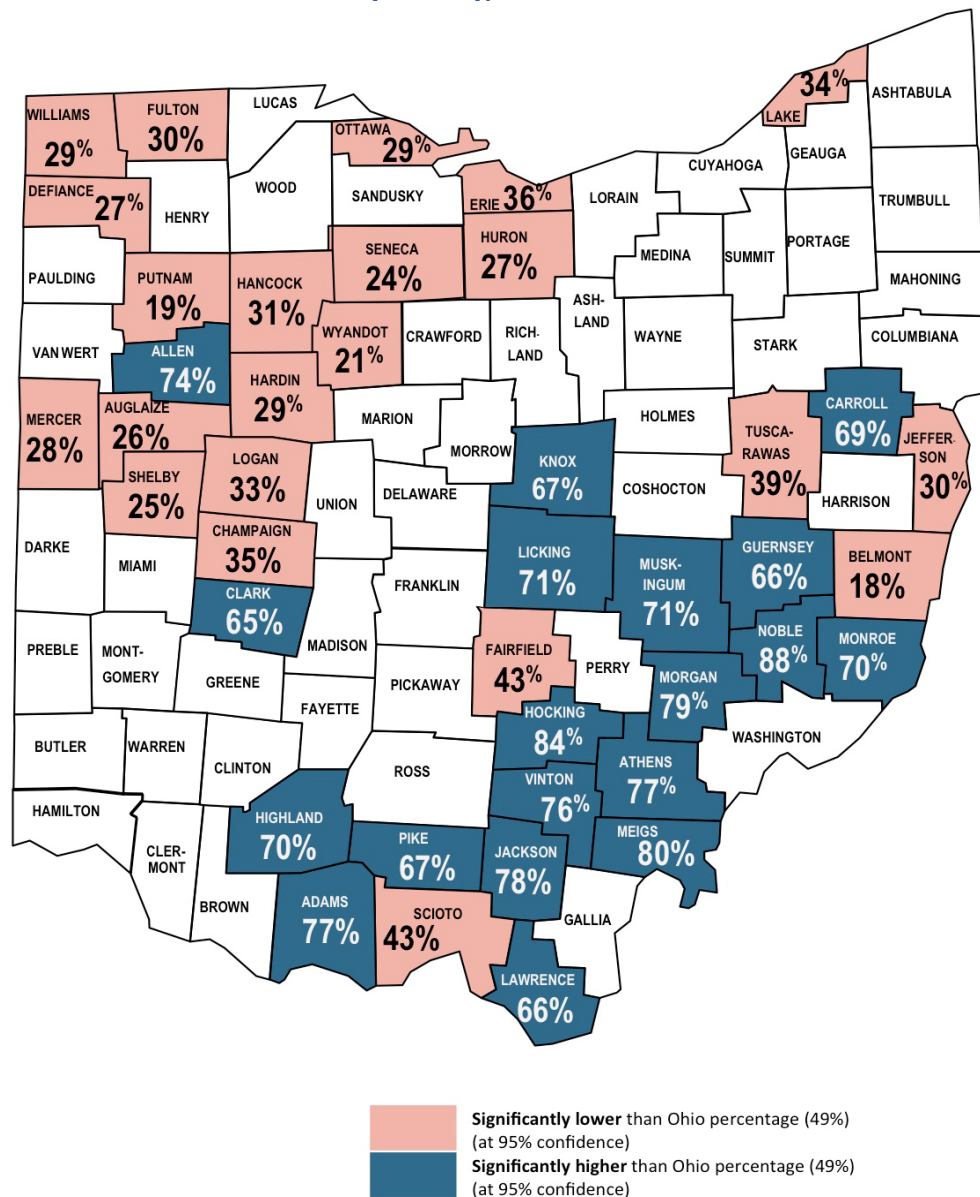 LUCAS
ASHTABULA
34%
LAKE
WILLIAMS
29%
FULTON
30%
OTTAWA
29%
CUYAHOGA
GEAUGA
DEFIANCE 27%
HENRY
WOOD
SANDUSKY
ERIE 36%
LORAIN
TRUMBULL
PAULDING
PUTNAM
19%
HANCOCK
31%
SENECA
24%
HURON
27%
MEDINA
SUMMIT
PORTAGE
MAHONING
VAN WERT
ALLEN
74%
WYANDOT
21%
CRAWFORD
RICH-
LAND
ASH-
LAND
WAYNE
STARK
COLUMBIANA
MERCER
28%
AUGLAIZE
26%
HARDIN
29%
MARION
MORROW
HOLMES
TUSCA-
RAWAS
39%
CARROLL
69%
JEFFER-
SON
30%
SHELBY
25%
LOGAN
33%
UNION
DELAWARE
KNOX
67%
COSHOCTON
HARRISON
DARKE
MIAMI
CHAMPAIGN
35%
CLARK
65%
FRANKLIN
LICKING
71%
MUSK-
INGUM
71%
GUERNSEY
66%
BELMONT
18%
PREBLE
MONT-
GOMERY
GREENE
MADISON
PICKAWAY
FAIRFIELD
43%
PERRY
MORGAN
79%
NOBLE
88%
MONROE
70%
BUTLER
WARREN
CLINTON
FAYETTE
ROSS
HOCKING
84%
ATHENS
77%
WASHINGTON
HAMILTON
CLER-
MONT
HIGHLAND
70%
PIKE
67%
VINTON
76%
JACKSON
78%
MEIGS
80%
BROWN
ADAMS
77%
SCIOTO
43%
GALLIA
LAWRENCE
66%
Significantly lower than Ohio percentage (49%)
(at 95% confidence)
Significantly higher than Ohio percentage (49%)
(at 95% confidence)